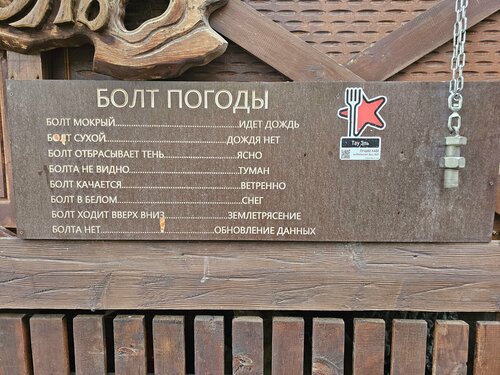 БОЛТ ПОГОДЫ
БОЛТ МОКРЫЙ..............................ИДЕТ ДОЖДЬ
БОЛТ СУХОЙ..............................ДОЖДЯ НЕТ
БОЛТ ОТБРАСЫВАЕТ ТЕНЬ..................ЯСНО
БОЛТА НЕ ВИДНО...........................ТУМАН
БОЛТ КАЧАЕТСЯ............................ВЕТРЕННО
БОЛТ В БЕЛОМ..............................СНЕГ
БОЛТ ХОДИТ ВВЕРХ ВНИЗ................ЗЕМЛЕТРЯСЕНИЕ
БОЛТА НЕТ..............................ОБНОВЛЕНИЕ ДАННЫХ